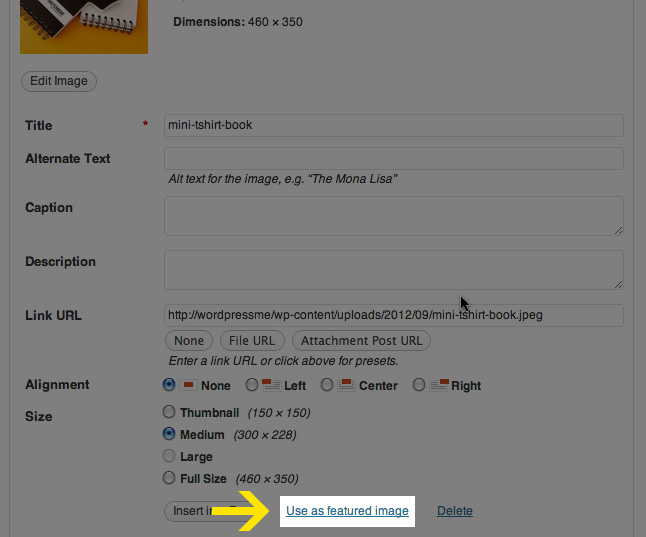 Dimensions: 460 × 350
Edit Image
Title * mini-tshirt-book
Alternate Text
Alt text for the image, e.g. “The Mona Lisa”
Caption
Description
Link URL http://wordpressme/wp-content/uploads/2012/09/mini-tshirt-book.jpeg
None File URL Attachment Post URL
Enter a link URL or click above for presets.
Alignment None Left Center Right
Size Thumbnail (150 × 150)
Medium (300 × 228)
Large
Full Size (460 × 350)
Insert Use as featured image Delete